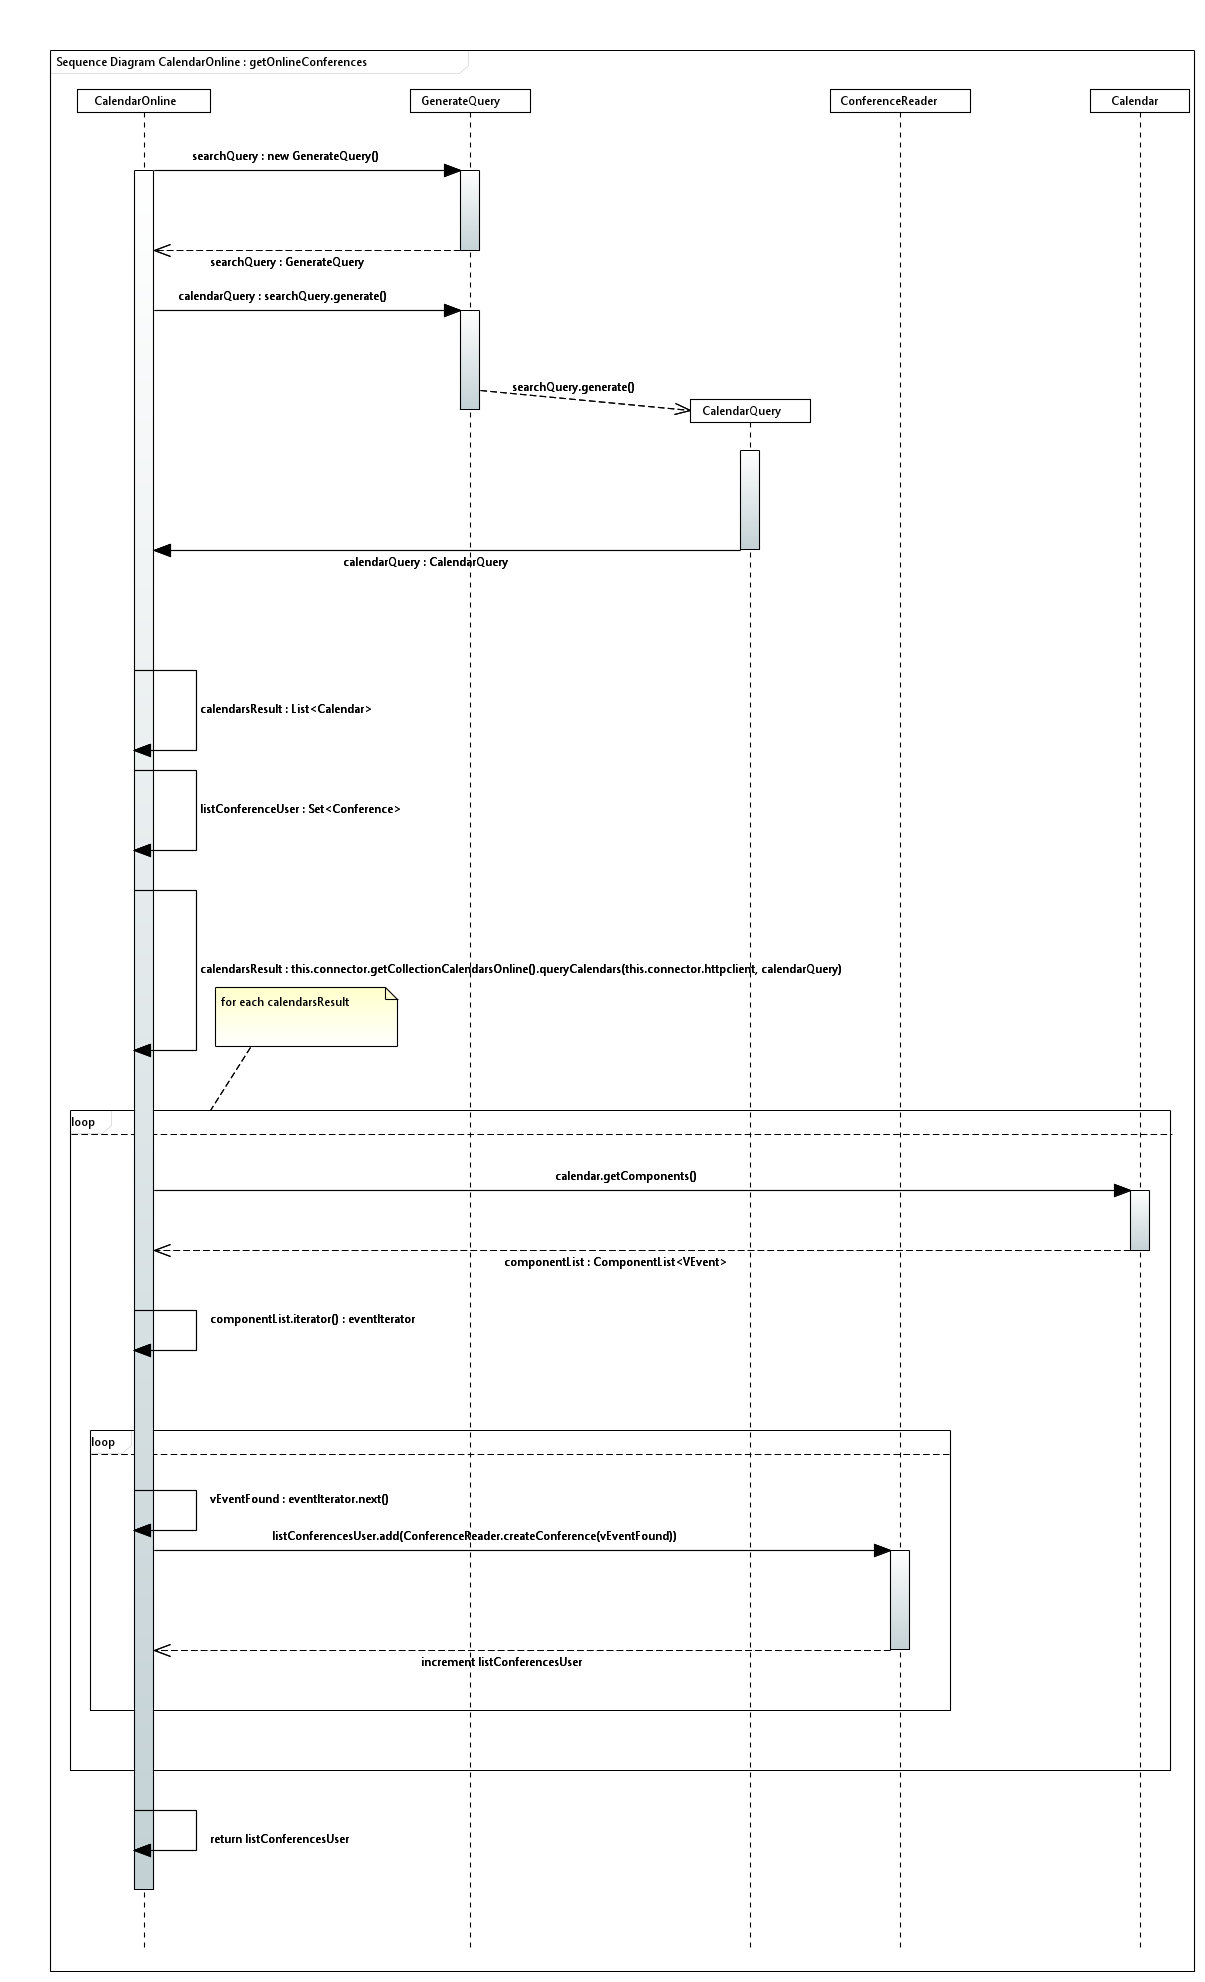 Sequence Diagram CalendarOnline : getOnlineConferences
CalendarOnline
GenerateQuery
ConferenceReader
Calendar
searchQuery : new GenerateQuery()
searchQuery : GenerateQuery
calendarQuery : searchQuery.generate()
searchQuery.generate()
CalendarQuery
calendarQuery : CalendarQuery
calendarsResult : List<Calendar>
listConferenceUser : Set<Conference>
calendarsResult : this.connector.getCollectionCalendarsOnline().queryCalendars(this.connector.httpclient, calendarQuery)
for each calendarsResult
loop
calendar.getComponents()
componentList : ComponentList<VEvent>
componentList.iterator() : eventIterator
loop
vEventFound : eventIterator.next()
listConferencesUser.add(ConferenceReader.createConference(vEventFound))
increment listConferencesUser
return listConferencesUser